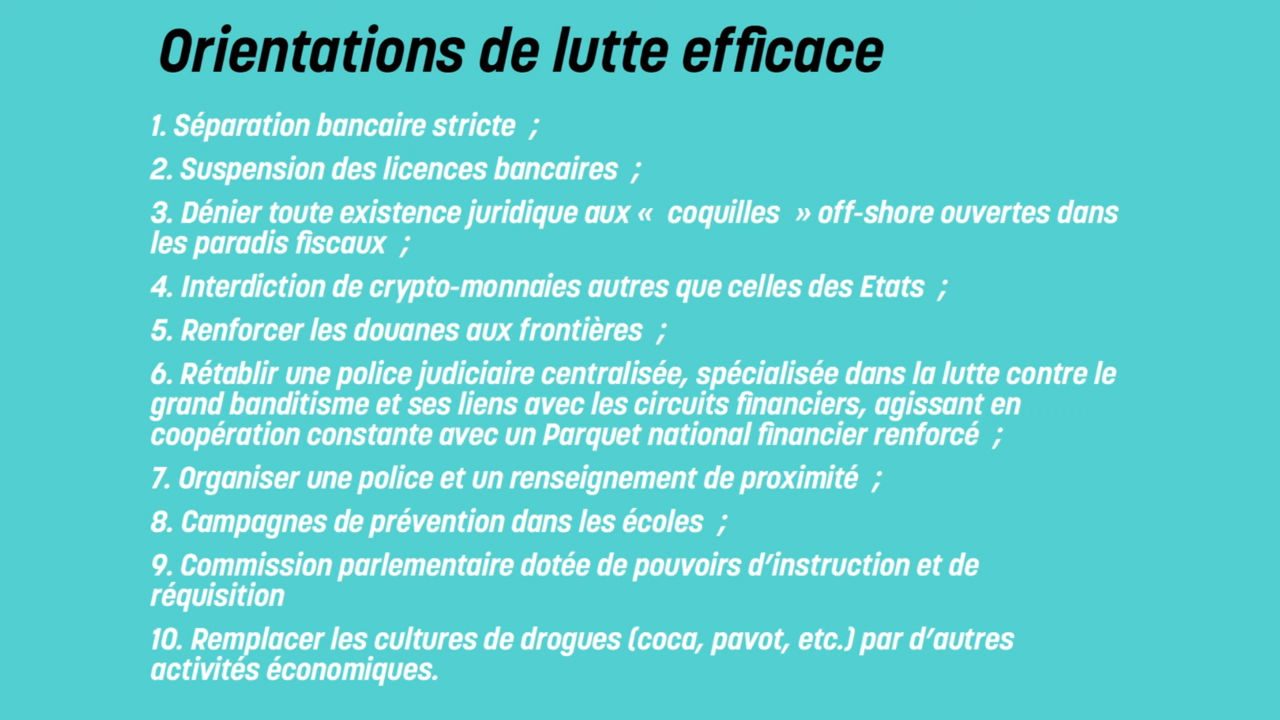 Orientations de lutte efficace
1. Séparation bancaire stricte  ;
2. Suspension des licences bancaires  ;
3. Dénier toute existence juridique aux «  coquilles  » off-shore ouvertes dans
les paradis fiscaux  ;
4. Interdiction de crypto-monnaies autres que celles des Etats  ;
5. Renforcer les douanes aux frontières  ;
6. Rétablir une police judiciaire centralisée, spécialisée dans la lutte contre le
grand banditisme et ses liens avec les circuits financiers, agissant en
coopération constante avec un Parquet national financier renforcé  ;
7. Organiser une police et un renseignement de proximité  ;
8. Campagnes de prévention dans les écoles  ;
9. Commission parlementaire dotée de pouvoirs d’instruction et de
réquisition
10. Remplacer les cultures de drogues (coca, pavot, etc.) par d’autres
activités économiques.